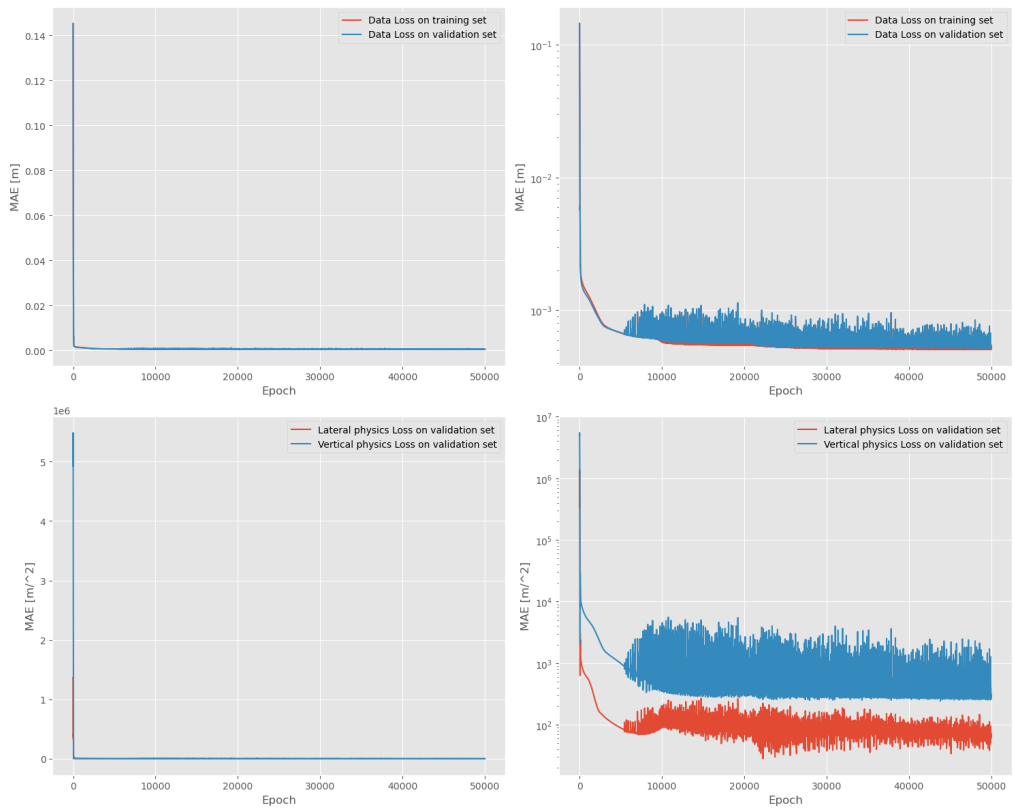 Data Loss on training set
Data Loss on validation set
0.14
0.12
0.10
0.08
0.06
0.04
0.02
0.00
MAE [m]
0
10000
20000
30000
40000
50000
Epoch
Data Loss on training set
Data Loss on validation set
10^-1
10^-2
10^-3
MAE [m]
0
10000
20000
30000
40000
50000
Epoch
1e6
Lateral physics Loss on validation set
Vertical physics Loss on validation set
5
4
3
2
1
0
MAE [m/^2]
0
10000
20000
30000
40000
50000
Epoch
Lateral physics Loss on validation set
Vertical physics Loss on validation set
10^7
10^6
10^5
10^4
10^3
10^2
MAE [m/^2]
0
10000
20000
30000
40000
50000
Epoch